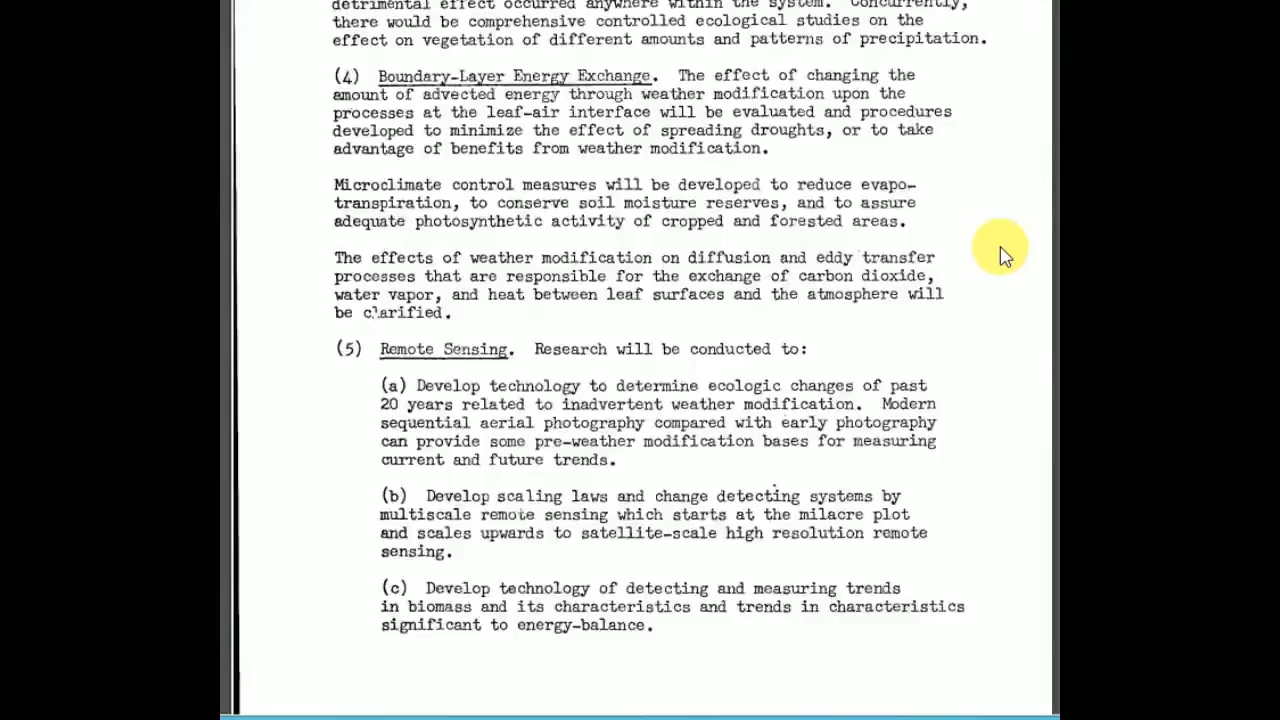 detrimental effect occurred anywhere within the system. Concurrently,
there would be comprehensive controlled ecological studies on the
effect on vegetation of different amounts and patterns of precipitation.
(4) Boundary-Layer Energy Exchange. The effect of changing the
amount of advected energy through weather modification upon the
processes at the leaf-air interface will be evaluated and procedures
developed to minimize the effect of spreading droughts, or to take
advantage of benefits from weather modification.
Microclimate control measures will be developed to reduce evapo-
transpiration, to conserve soil moisture reserves, and to assure
adequate photosynthetic activity of cropped and forested areas.
The effects of weather modification on diffusion and eddy transfer
processes that are responsible for the exchange of carbon dioxide,
water vapor, and heat between leaf surfaces and the atmosphere will
be clarified.
(5) Remote Sensing. Research will be conducted to:
(a) Develop technology to determine ecologic changes of past
20 years related to inadvertent weather modification. Modern
sequential aerial photography compared with early photography
can provide some pre-weather modification bases for measuring
current and future trends.
(b) Develop scaling laws and change detecting systems by
multiscale remote sensing which starts at the milacre plot
and scales upwards to satellite-scale high resolution remote
sensing.
(c) Develop technology of detecting and measuring trends
in biomass and its characteristics and trends in characteristics
significant to energy-balance.